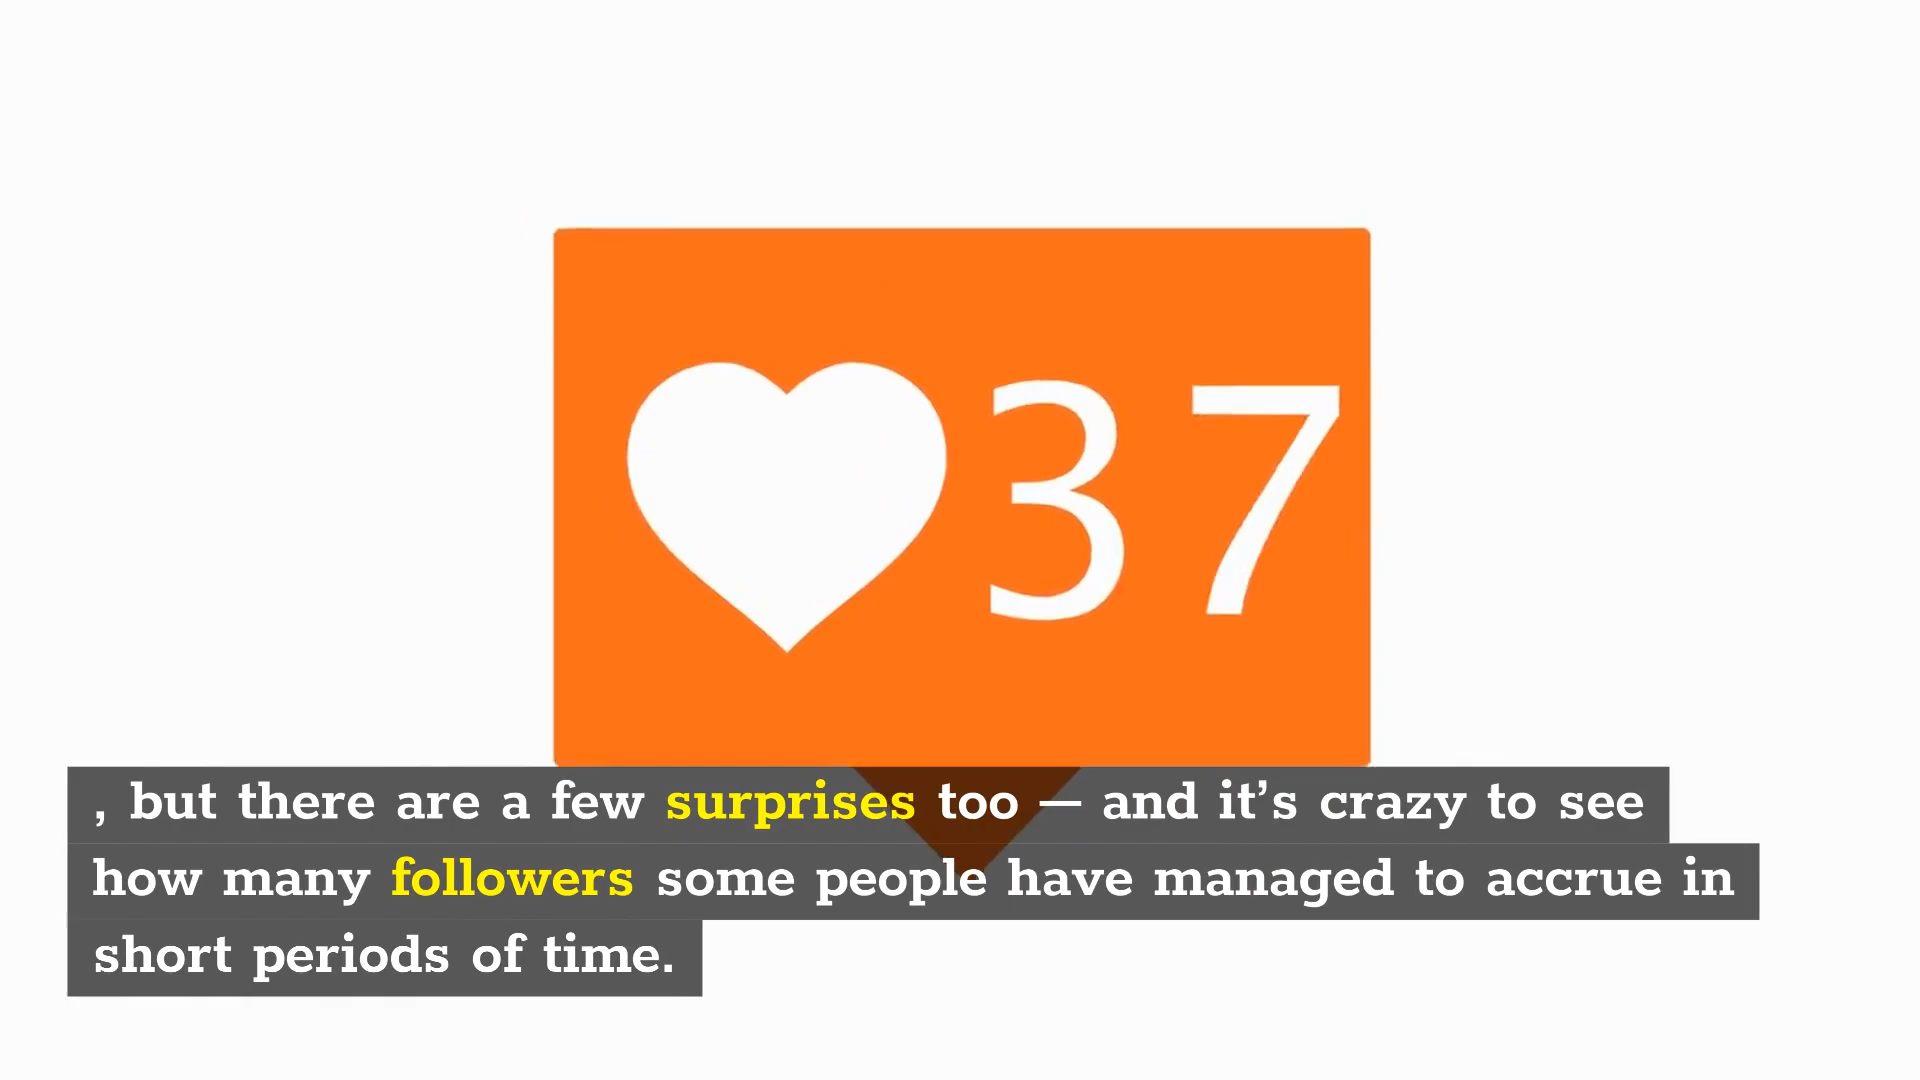 37
, but there are a few surprises too — and it’s crazy to see
how many followers some people have managed to accrue in
short periods of time.